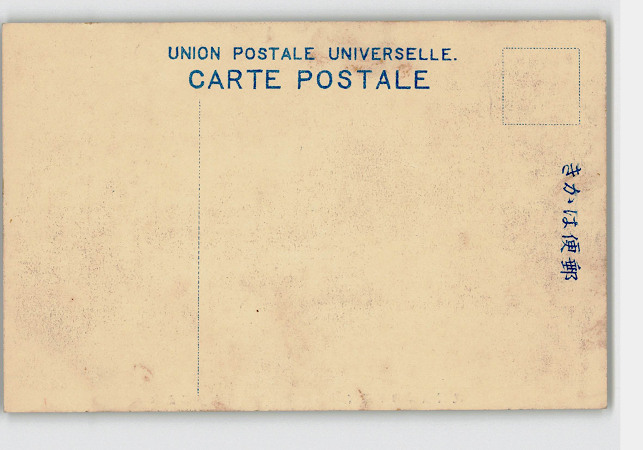 UNION POSTALE UNIVERSELLE.
CARTE POSTALE
きかは便郵